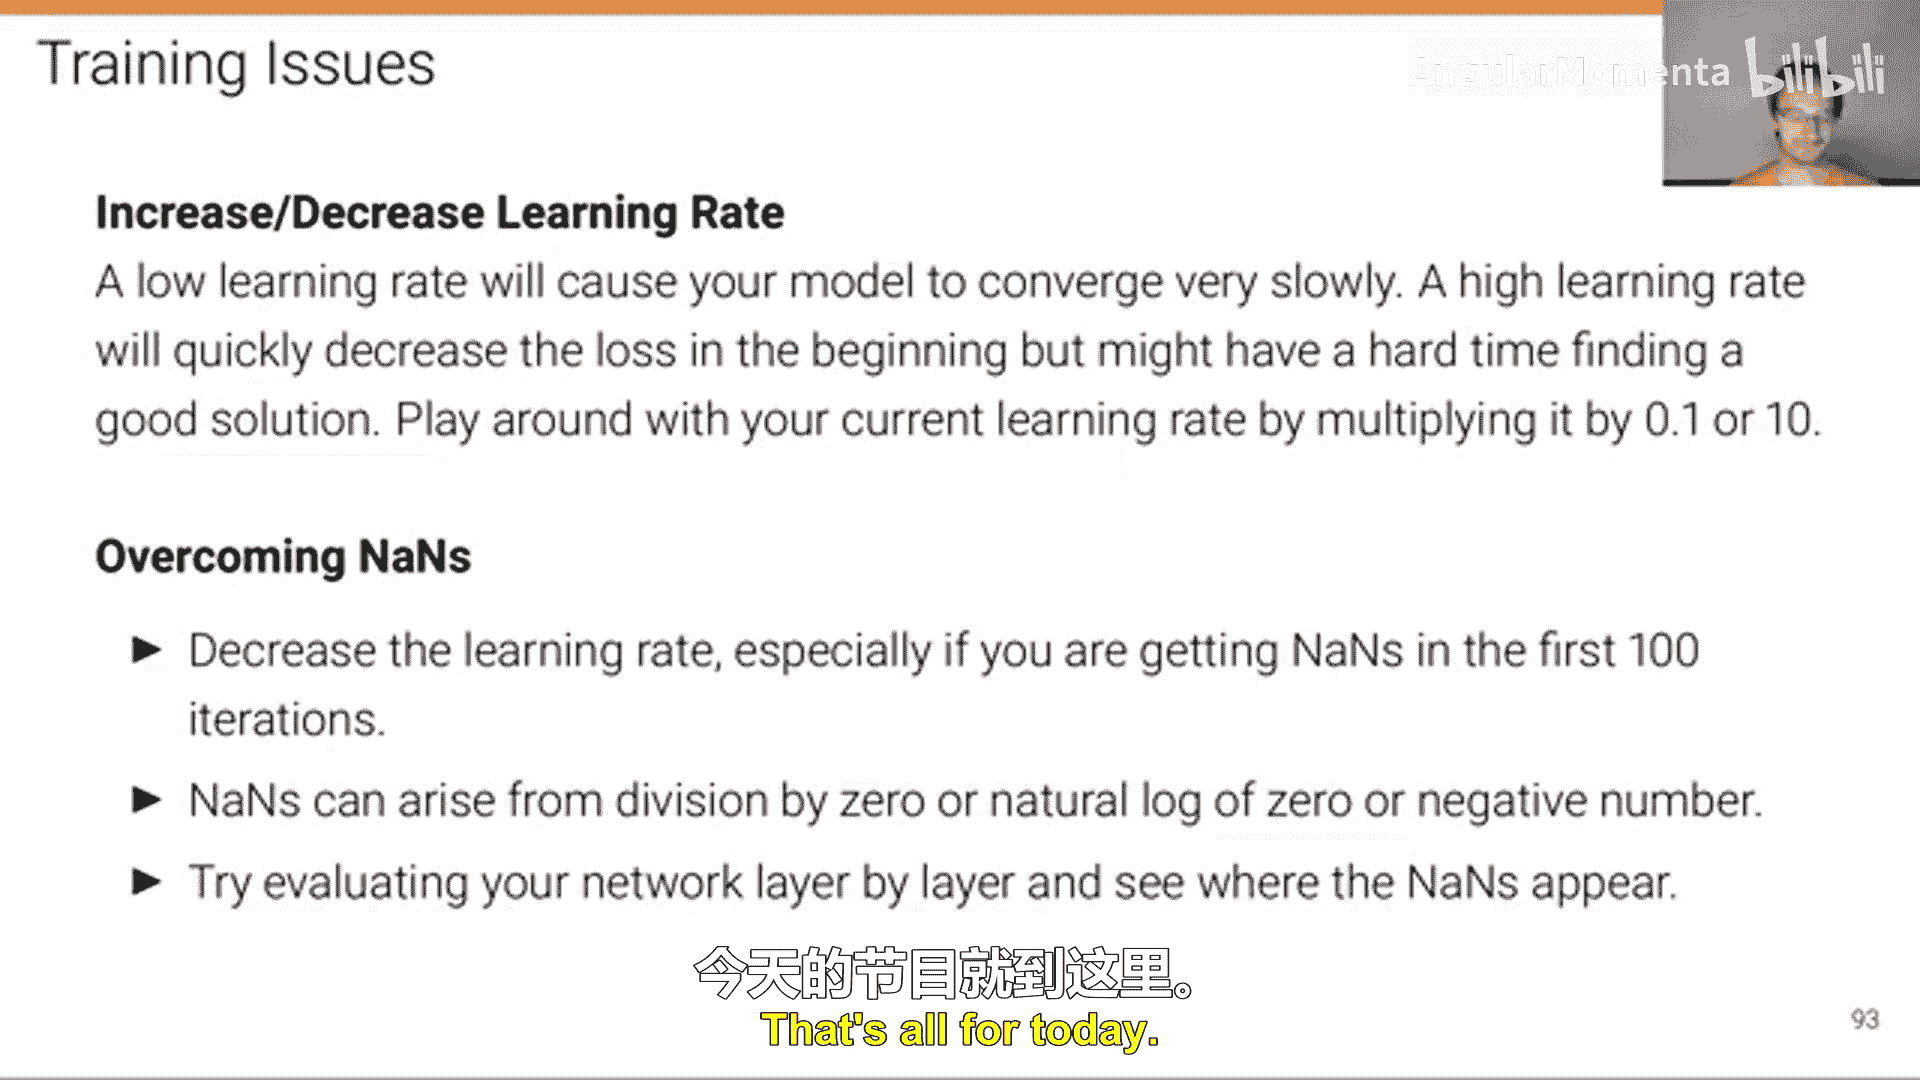 Training Issues
AngularMomenta bilibili
Increase/Decrease Learning Rate
A low learning rate will cause your model to converge very slowly. A high learning rate
will quickly decrease the loss in the beginning but might have a hard time finding a
good solution. Play around with your current learning rate by multiplying it by 0.1 or 10.
Overcoming NaNs
► Decrease the learning rate, especially if you are getting NaNs in the first 100
iterations.
► NaNs can arise from division by zero or natural log of zero or negative number.
► Try evaluating your network layer by layer and see where the NaNs appear.
今天的节目就到这里。
That's all for today.
93